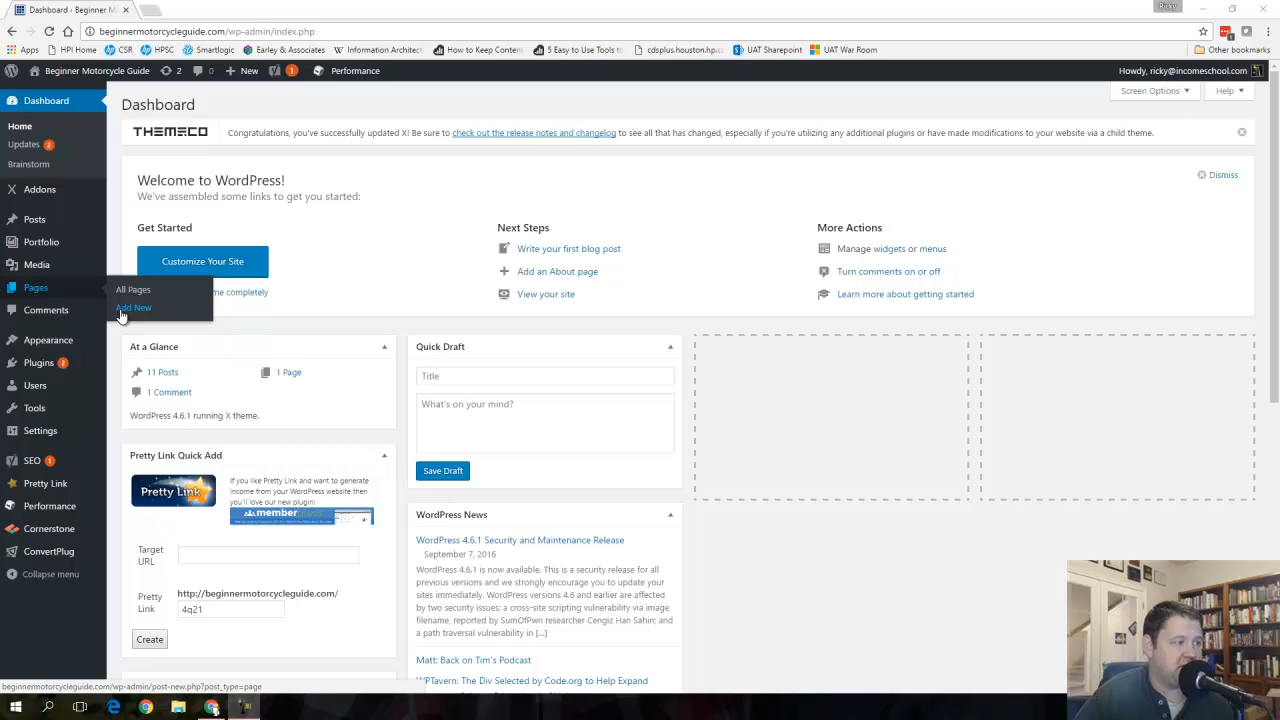 Dashboard ‹ Beginner M
Ricky
beginnermotorcycleguide.com/wp-admin/index.php
Apps HPI Home CSR HPSC Smartlogic Earley & Associates Information Architec How to Keep Content 5 Easy to Use Tools to cdsplus.houston.hp.c UAT Sharepoint UAT War Room Other bookmarks
Beginner Motorcycle Guide 2 0 New 1 Performance Howdy, ricky@incomeschool.com
Dashboard
Home
Updates 2
Brainstorm
Addons
Posts
Portfolio
Media
Pages
Comments
Appearance
Plugins 2
Users
Tools
Settings
SEO 1
Pretty Link
Performance
Cornerstone
ConvertPlug
Collapse menu
All Pages
Add New
Screen Options Help
Dashboard
THEMECO Congratulations, you've successfully updated X! Be sure to check out the release notes and changelog to see all that has changed, especially if you're utilizing any additional plugins or have made modifications to your website via a child theme.
Welcome to WordPress!
Dismiss
We've assembled some links to get you started:
Get Started
Customize Your Site
me completely
Next Steps
Write your first blog post
Add an About page
View your site
More Actions
Manage widgets or menus
Turn comments on or off
Learn more about getting started
At a Glance
11 Posts 1 Page
1 Comment
WordPress 4.6.1 running X theme.
Pretty Link Quick Add
Pretty Link
If you like Pretty Link and want to generate
income from your WordPress website then
you'll love our new plugin:
Target
URL
Pretty
Link
http://beginnermotorcycleguide.com/
4q21
Create
Quick Draft
Title
What's on your mind?
Save Draft
WordPress News
WordPress 4.6.1 Security and Maintenance Release
September 7, 2016
WordPress 4.6.1 is now available. This is a security release for all
previous versions and we strongly encourage you to update your
sites immediately. WordPress versions 4.6 and earlier are affected
by two security issues: a cross-site scripting vulnerability via image
filename, reported by SumOfPwn researcher Cengiz Han Sahin; and
a path traversal vulnerability in [...]
Matt: Back on Tim's Podcast
WPTavern: The Div Selected by Code.org to Help Expand
beginnermotorcycleguide.com/wp-admin/post-new.php?post_type=page